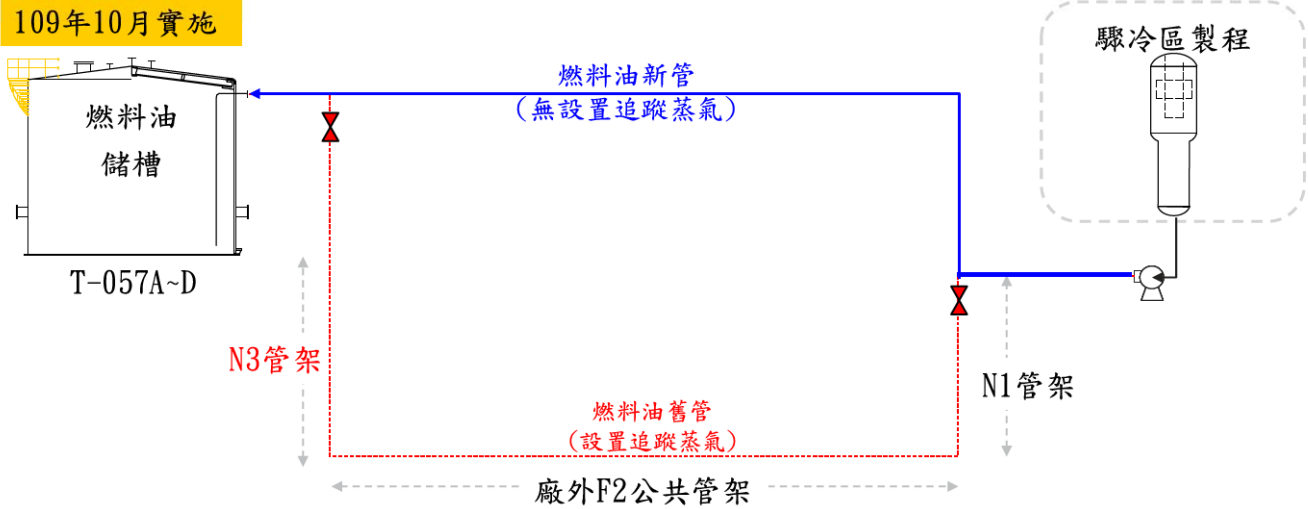 109年10月實施
驟冷區製程
燃料油新管
(無設置追蹤蒸氣)
燃料油
儲槽
T-057A~D
N3管架
N1管架
燃料油舊管
(設置追蹤蒸氣)
廠外F2公共管架